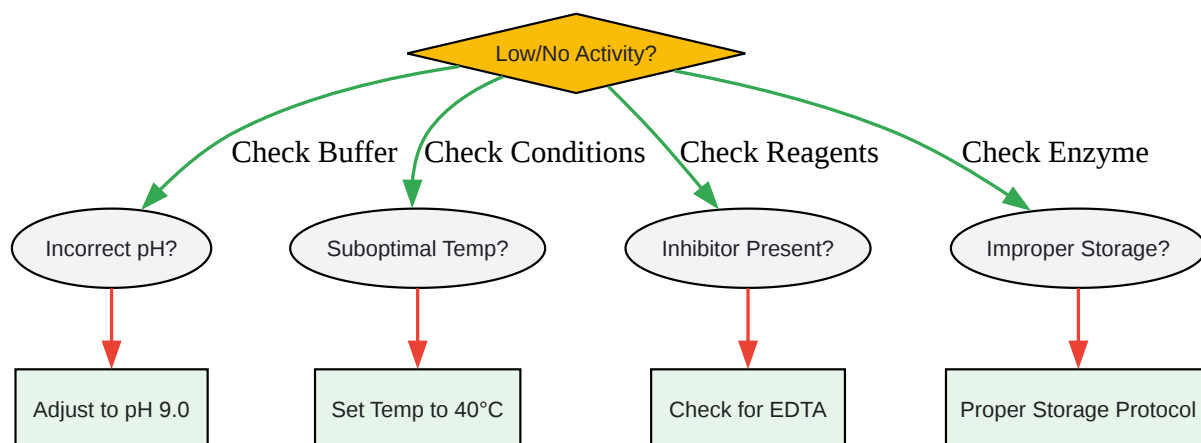 Low/No Activity?
Check Buffer
Check Conditions
Check Reagents
Check Enzyme
Incorrect pH?
Suboptimal Temp?
Inhibitor Present?
Improper Storage?
Adjust to pH 9.0
Set Temp to 40°C
Check for EDTA
Proper Storage Protocol